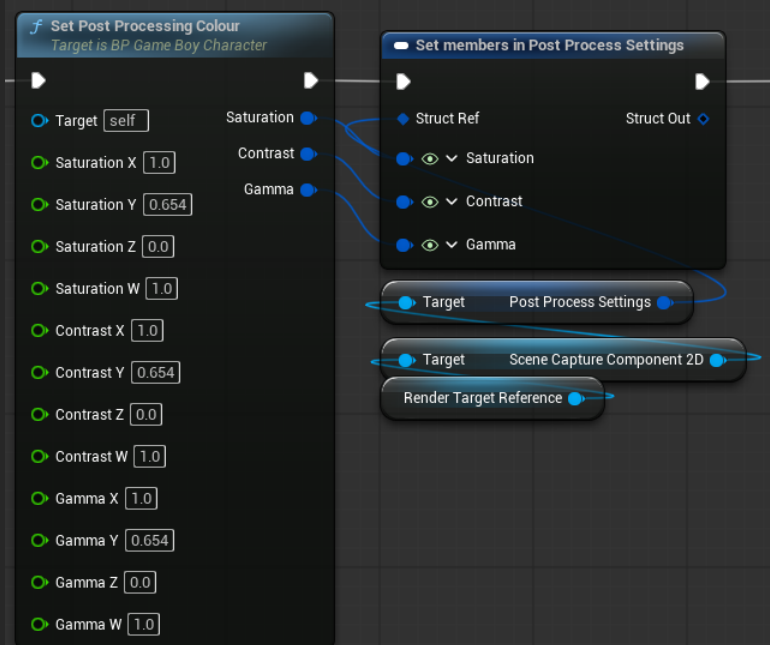 Set Post Processing Colour
Target is BP Game Boy Character
Target self
Saturation X 1.0
Saturation Y 0.654
Saturation Z 0.0
Saturation W 1.0
Contrast X 1.0
Contrast Y 0.654
Contrast Z 0.0
Contrast W 1.0
Gamma X 1.0
Gamma Y 0.654
Gamma Z 0.0
Gamma W 1.0
Saturation
Contrast
Gamma
Set members in Post Process Settings
Struct Ref Struct Out
Saturation
Contrast
Gamma
Target Post Process Settings
Target Scene Capture Component 2D
Render Target Reference